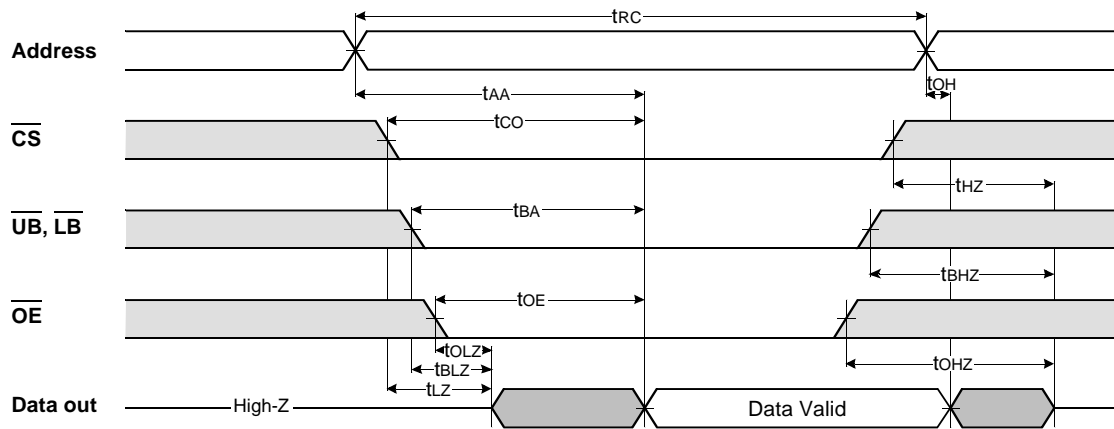 tRC
Address
tOH
tAA
CS
tCO
tHZ
UB, LB
tBA
tBHZ
OE
tOE
tOLZ
tOHZ
tBLZ
tLZ
Data out
High-Z
Data Valid